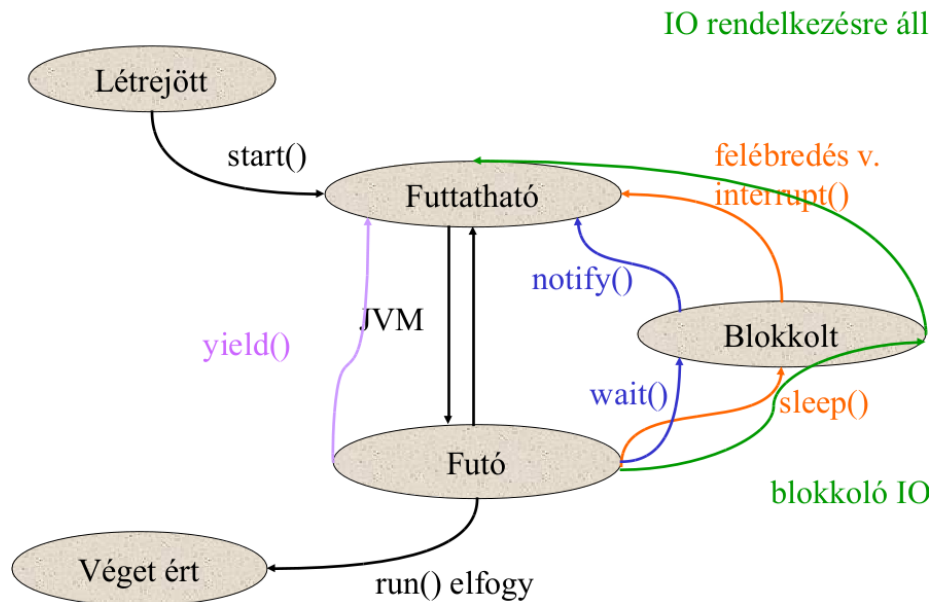 IO rendelkezésre áll
Létrejött
start()
felébredés v.
interrupt()
Futtatható
notify()
JVM
yield()
Blokkolt
wait()
sleep()
Futó
blokkoló IO
Véget ért
run() elfogy